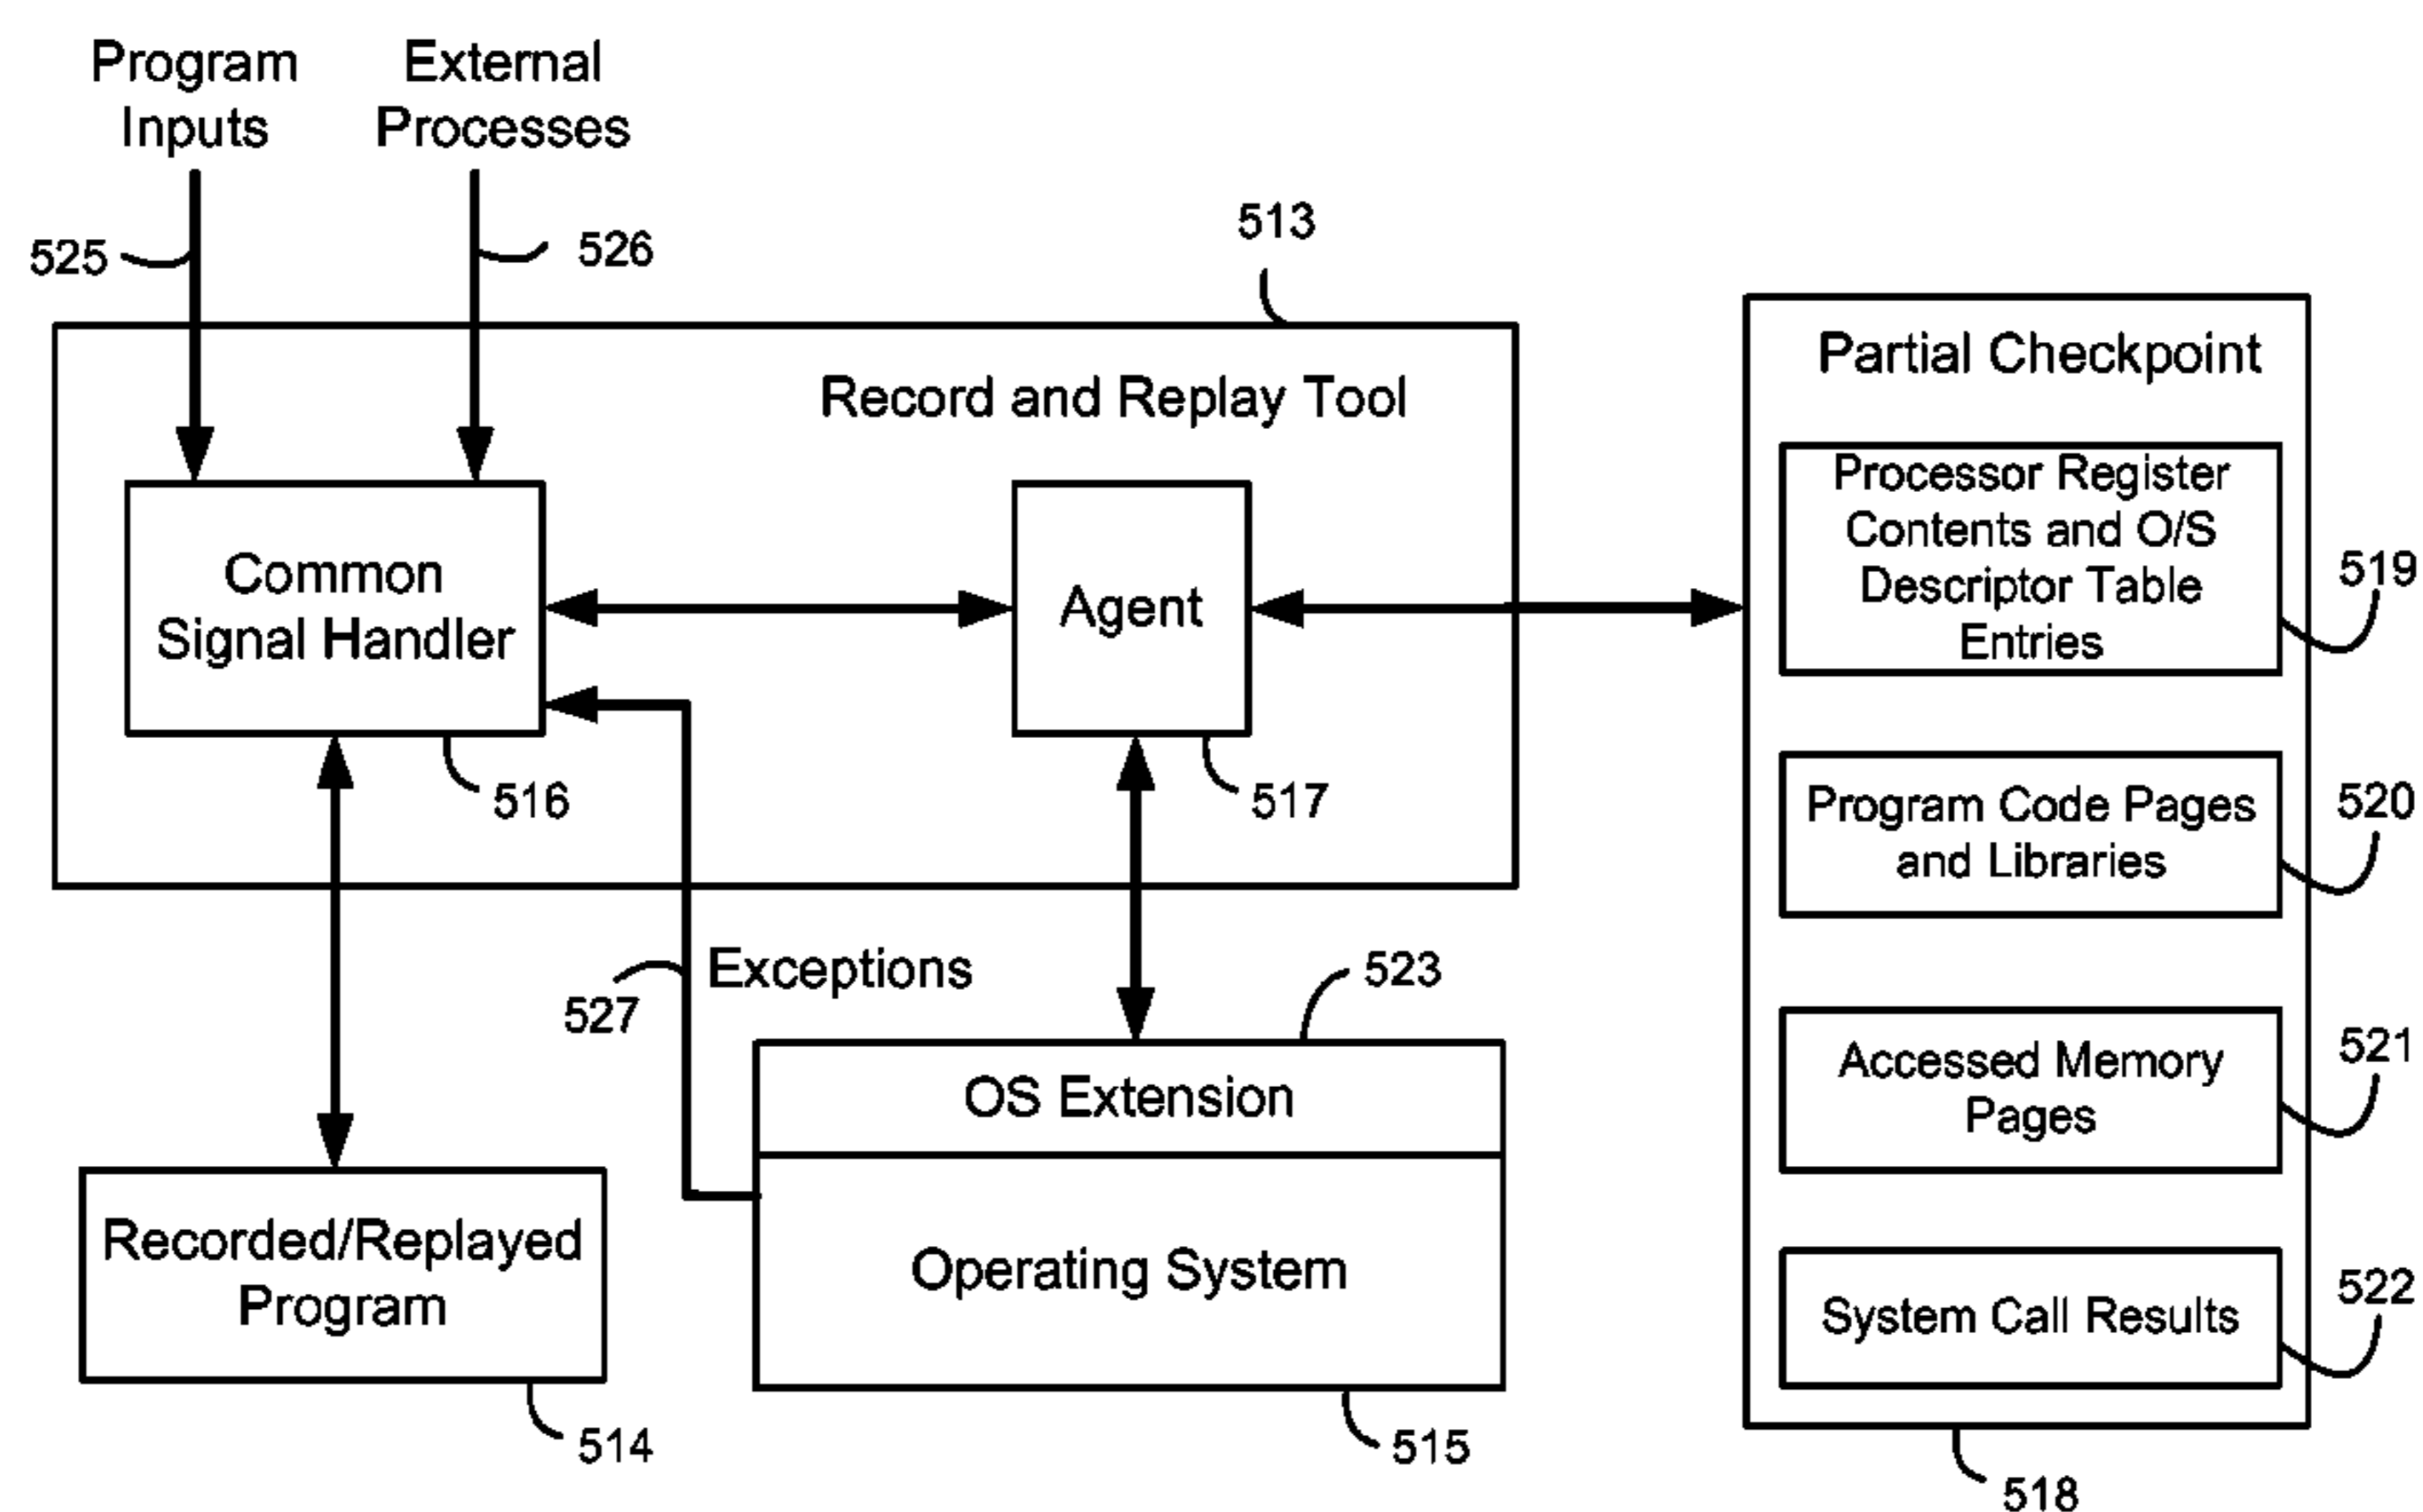 Program
Inputs
External
Processes
525
526
513
Record and Replay Tool
Common
Signal Handler
Agent
516
517
Exceptions
527
523
OS Extension
Operating System
515
Recorded/Replayed
Program
514
Partial Checkpoint
Processor Register
Contents and O/S
Descriptor Table
Entries
519
Program Code Pages
and Libraries
520
Accessed Memory
Pages
521
System Call Results
522
518